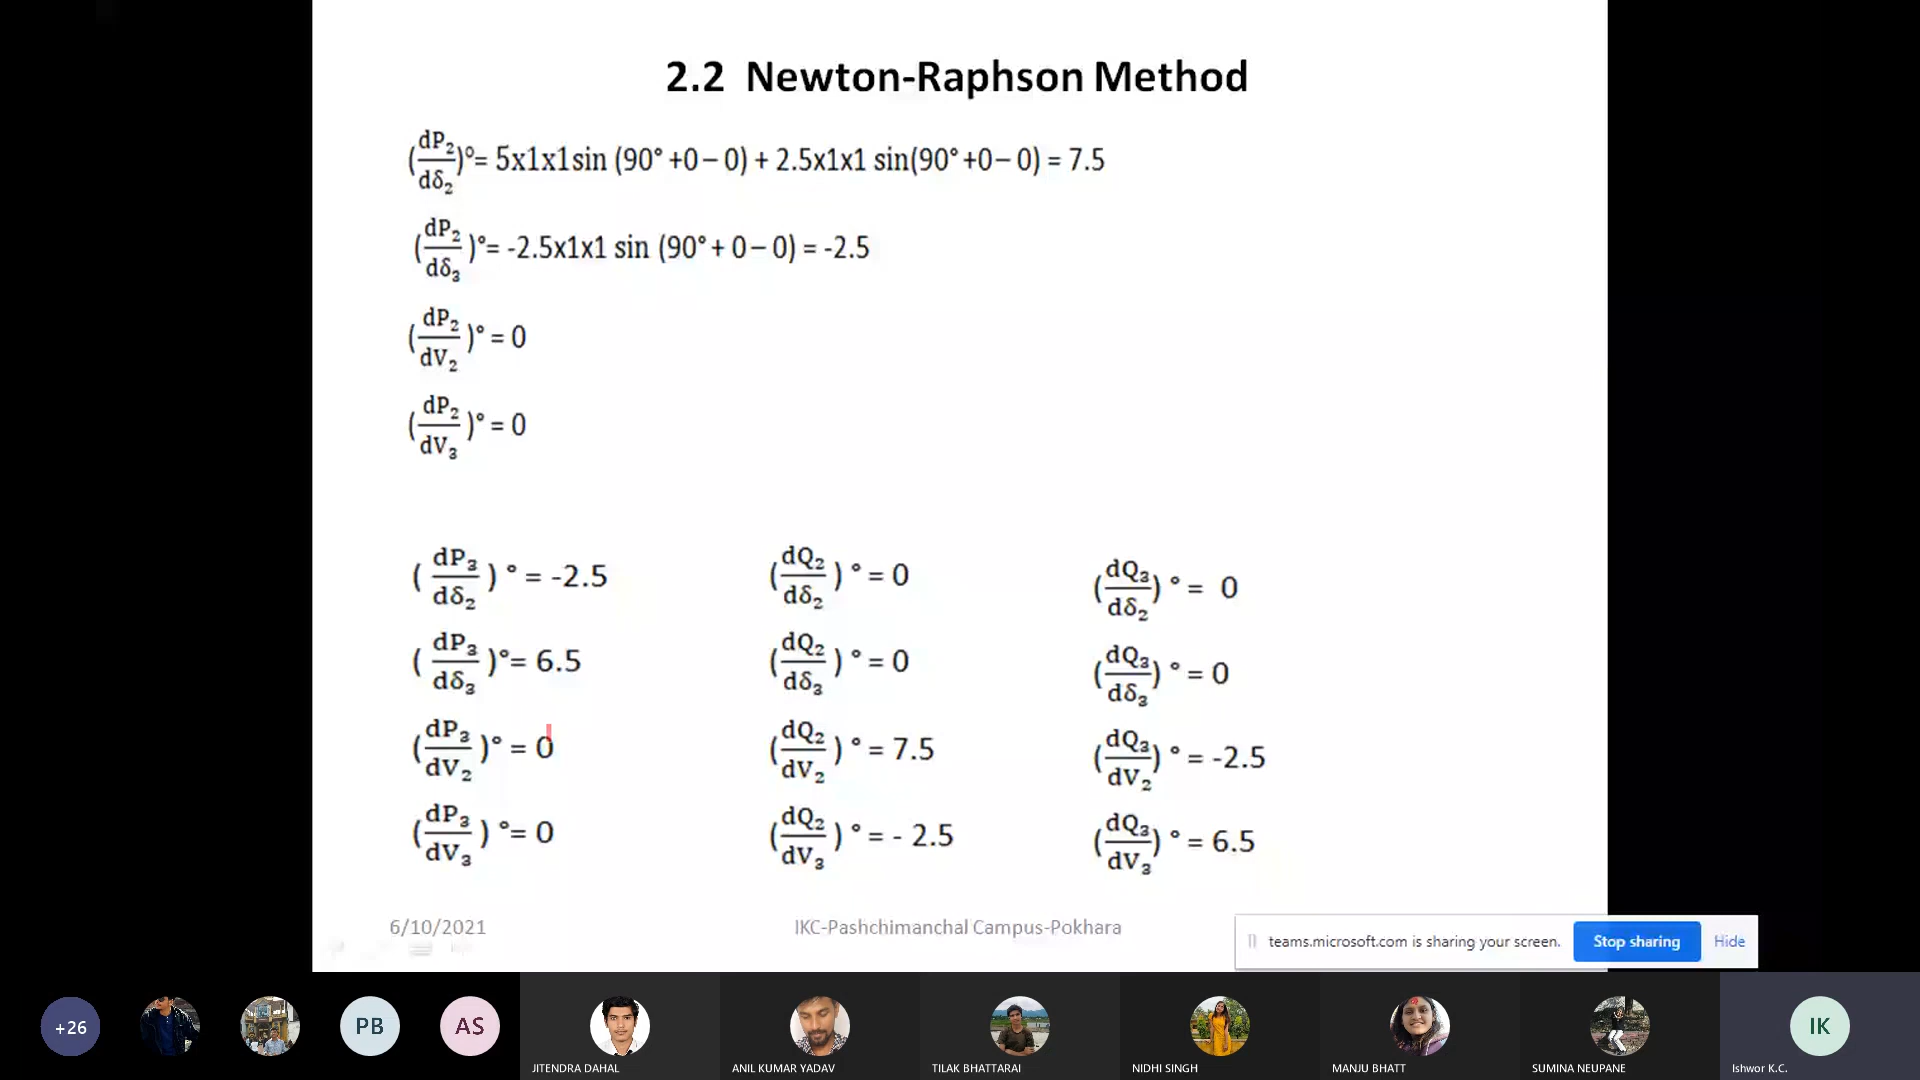 2.2 Newton-Raphson Method
(dP₂/dδ₂)°= 5x1x1sin (90° +0 – 0) + 2.5x1x1 sin(90° +0 – 0) = 7.5
(dP₂/dδ₃)°= -2.5x1x1 sin (90° + 0 – 0) = -2.5
(dP₂/dV₂)° = 0
(dP₂/dV₃)° = 0
(dP₃/dδ₂)° = -2.5
(dP₃/dδ₃)°= 6.5
(dP₃/dV₂)° = 0
(dP₃/dV₃)°= 0
(dQ₂/dδ₂)° = 0
(dQ₂/dδ₃)° = 0
(dQ₂/dV₂)° = 7.5
(dQ₂/dV₃)° = - 2.5
(dQ₃/dδ₂)° = 0
(dQ₃/dδ₃)° = 0
(dQ₃/dV₂)° = -2.5
(dQ₃/dV₃)° = 6.5
6/10/2021
IKC-Pashchimanchal Campus-Pokhara
teams.microsoft.com is sharing your screen.
Stop sharing
Hide
+26
PB
AS
IK
JITENDRA DAHAL
ANIL KUMAR YADAV
TILAK BHATTARAI
NIDHI SINGH
MANJU BHATT
SUMINA NEUPANE
Ishwor K.C.